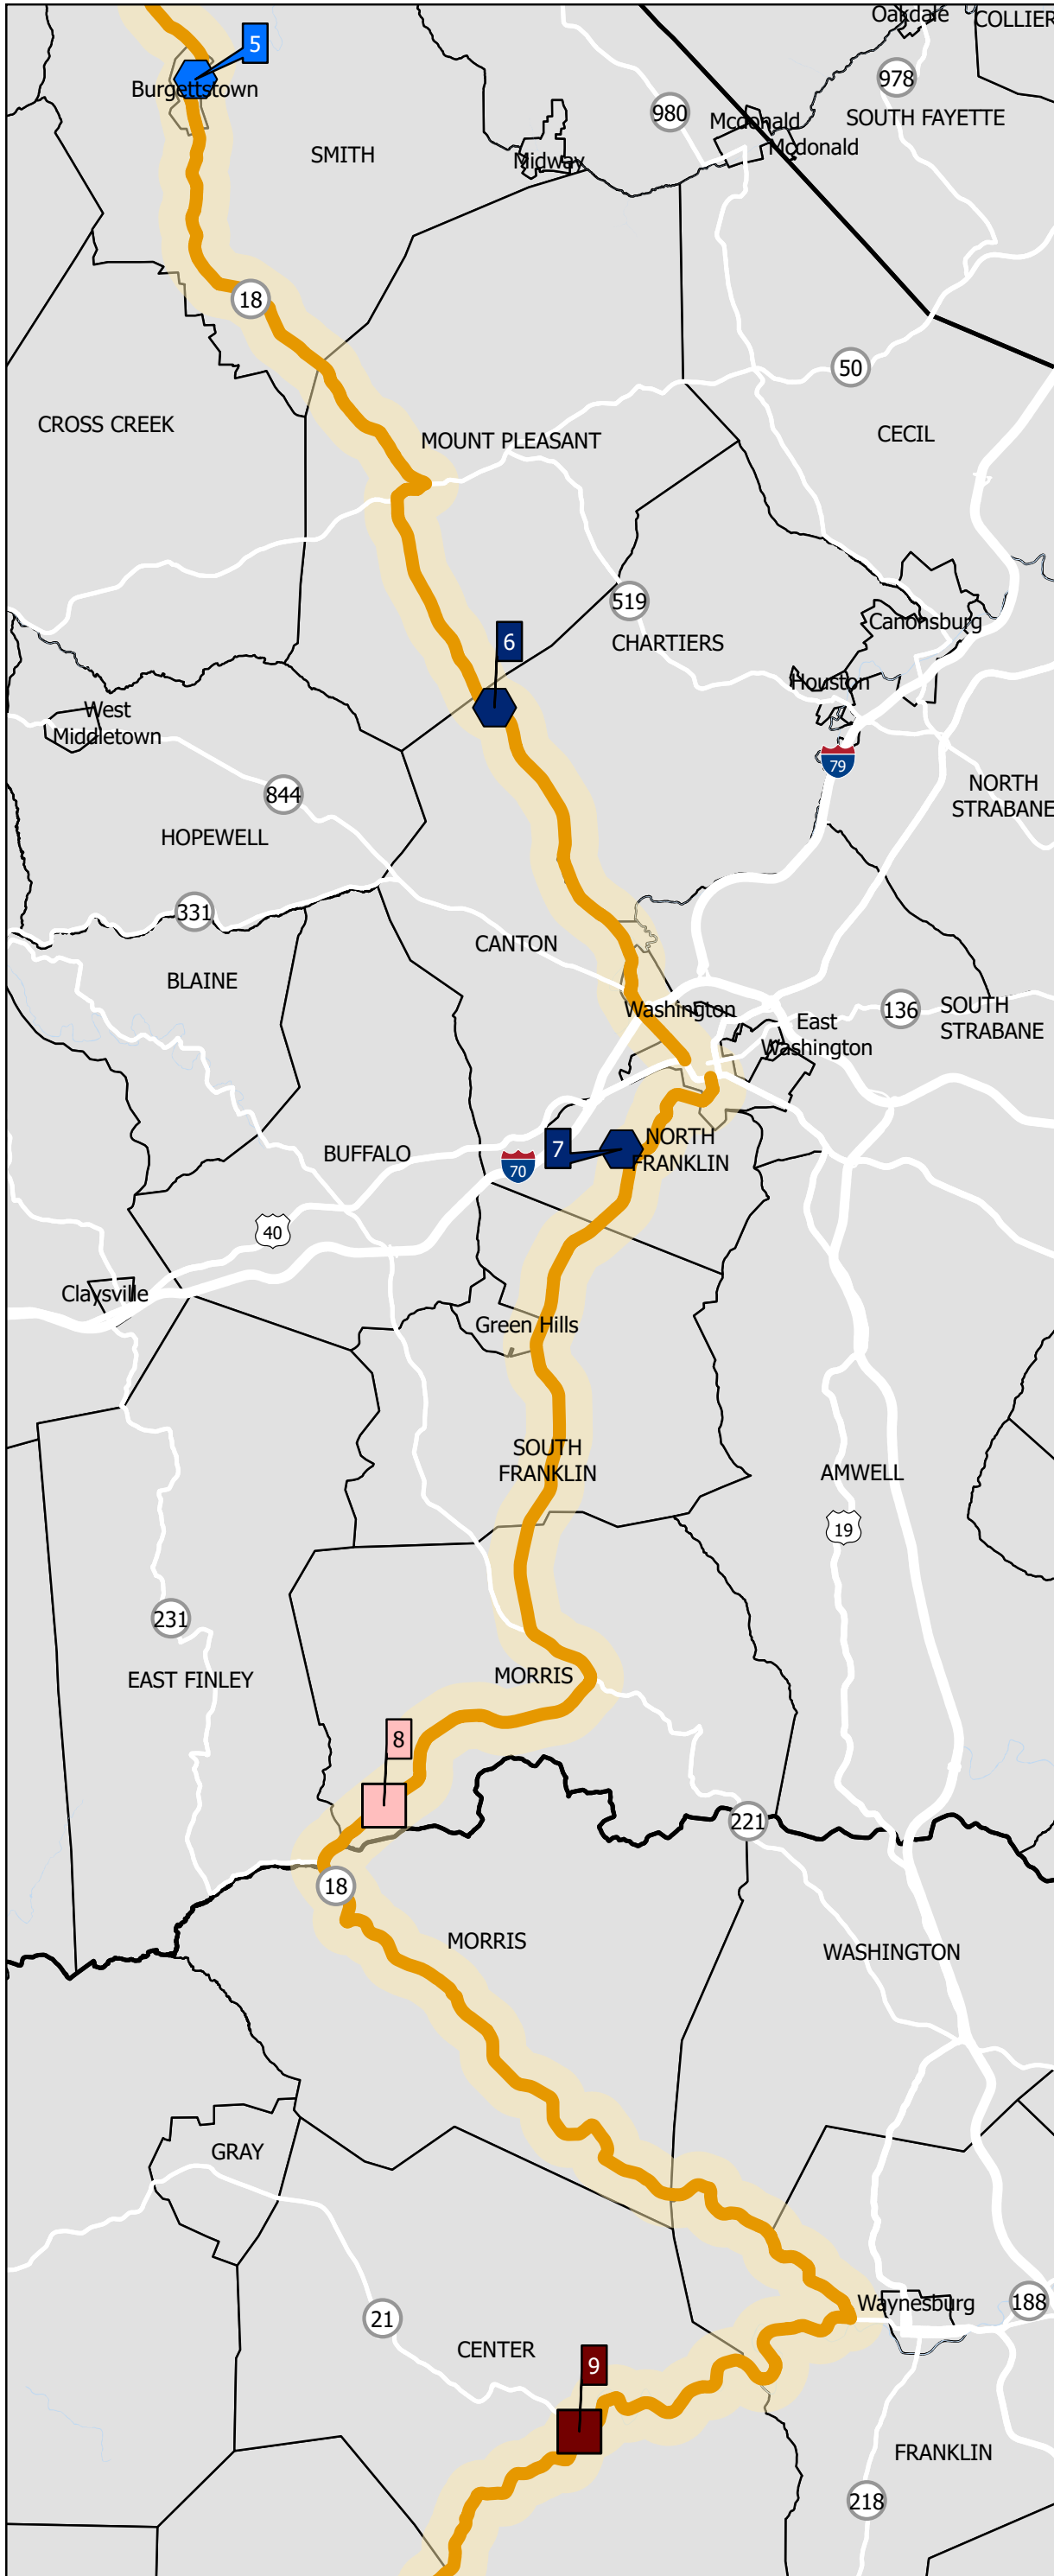 Oakdale
COLLIER
5
Burgettstown
978
980
Mcdonald
SOUTH FAYETTE
Mcdonald
SMITH
Midway
18
50
CROSS CREEK
MOUNT PLEASANT
CECIL
519
Canonsburg
6
CHARTIERS
Houston
West
Middletown
79
844
NORTH
STRABANE
HOPEWELL
331
CANTON
BLAINE
Washington
136
SOUTH
STRABANE
East
Washington
7
NORTH
FRANKLIN
BUFFALO
70
40
Claysville
Green Hills
SOUTH
FRANKLIN
AMWELL
19
231
EAST FINLEY
MORRIS
8
221
18
MORRIS
WASHINGTON
GRAY
Waynesburg
188
21
CENTER
9
FRANKLIN
218